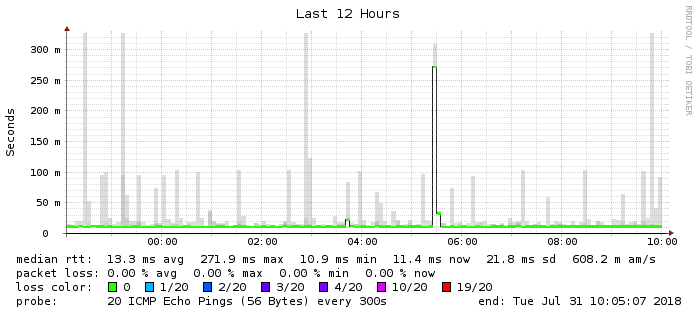 Last 12 Hours
RRDTOOL / TOBI OETIKER
Seconds
300 m
250 m
200 m
150 m
100 m
50 m
0
00:00 02:00 04:00 06:00 08:00 10:00
median rtt: 13.3 ms avg 271.9 ms max 10.9 ms min 11.4 ms now 21.8 ms sd 608.2 m am/s
packet loss: 0.00 % avg 0.00 % max 0.00 % min 0.00 % now
loss color: 0 1/20 2/20 3/20 4/20 10/20 19/20
probe: 20 ICMP Echo Pings (56 Bytes) every 300s end: Tue Jul 31 10:05:07 2018